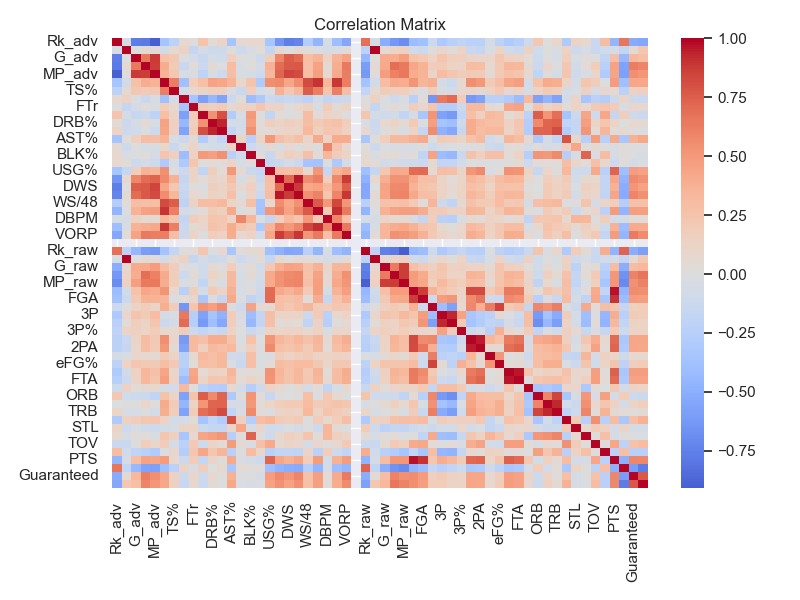 Correlation Matrix
Rk_adv
G_adv
MP_adv
TS%
FTr
DRB%
AST%
BLK%
USG%
DWS
WS/48
DBPM
VORP
Rk_raw
G_raw
MP_raw
FGA
3P
3P%
2PA
eFG%
FTA
ORB
TRB
STL
TOV
PTS
Guaranteed
Rk_adv
G_adv
MP_adv
TS%
FTr
DRB%
AST%
BLK%
USG%
DWS
WS/48
DBPM
VORP
Rk_raw
G_raw
MP_raw
FGA
3P
3P%
2PA
eFG%
FTA
ORB
TRB
STL
TOV
PTS
Guaranteed
1.00
0.75
0.50
0.25
0.00
−0.25
−0.50
−0.75